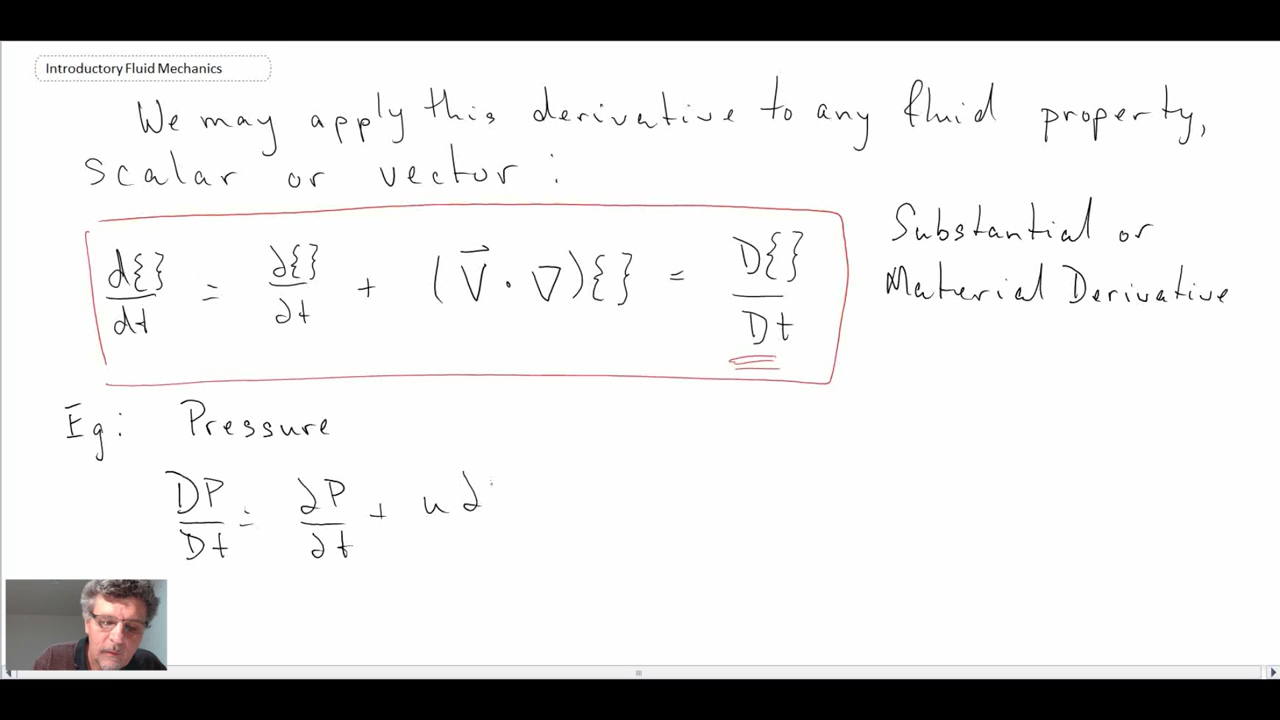 Introductory Fluid Mechanics
We may apply this derivative to any fluid property,
scalar or vector :
d{}/dt = ∂{}/∂t + (V⃗ · ∇){} = D{}/Dt
Substantial or
Material Derivative
Eg: Pressure
DP/Dt = ∂P/∂t + u ∂